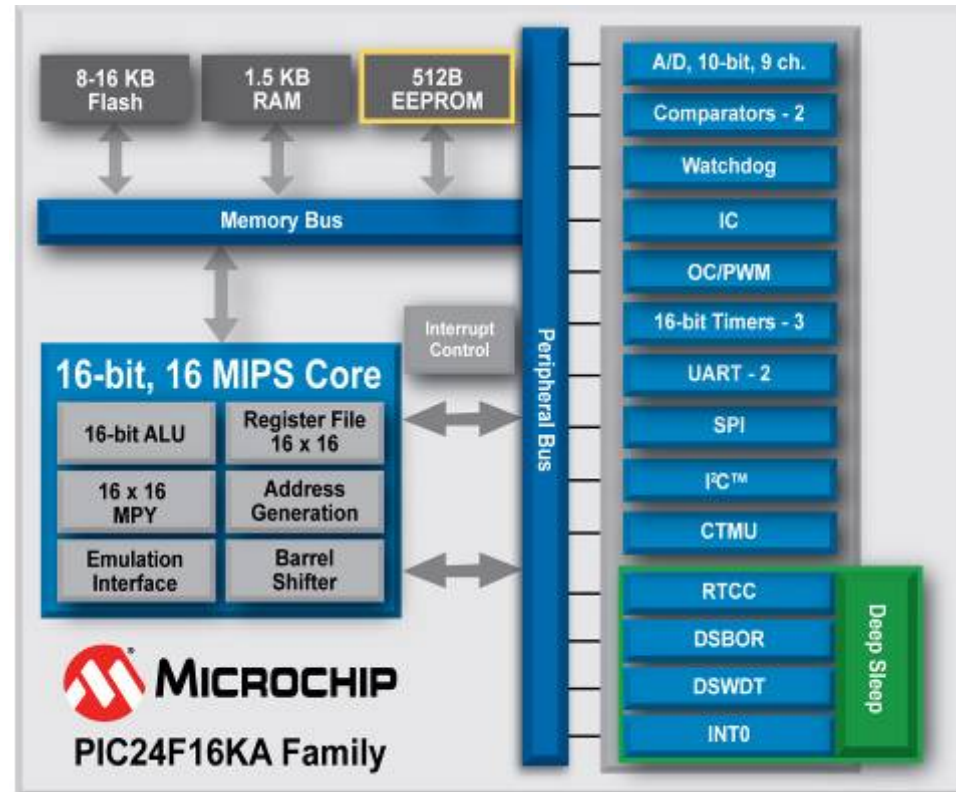 8-16 KB
Flash
1.5 KB
RAM
512B
EEPROM
Memory Bus
Interrupt
Control
16-bit, 16 MIPS Core
16-bit ALU
Register File
16 x 16
16 x 16
MPY
Address
Generation
Emulation
Interface
Barrel
Shifter
Peripheral Bus
A/D, 10-bit, 9 ch.
Comparators - 2
Watchdog
IC
OC/PWM
16-bit Timers - 3
UART - 2
SPI
I²C™
CTMU
RTCC
DSBOR
DSWDT
INT0
Deep Sleep
MICROCHIP
PIC24F16KA Family